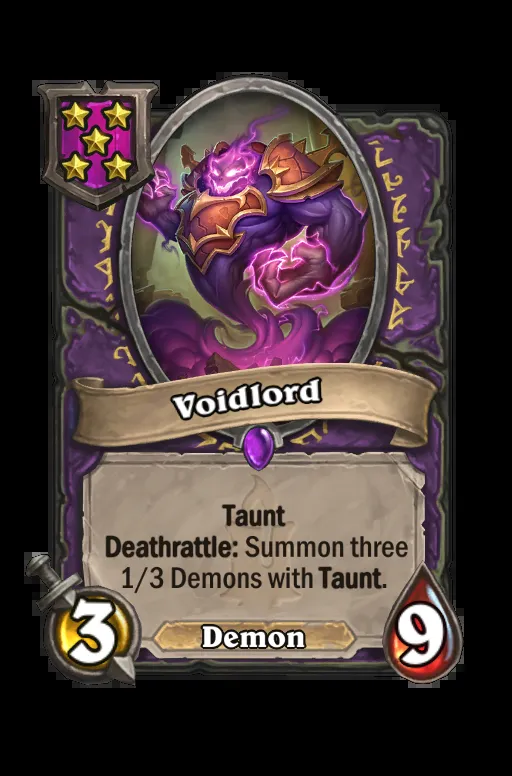 Voidlord
Taunt
Deathrattle: Summon three
1/3 Demons with Taunt.
3
Demon
9